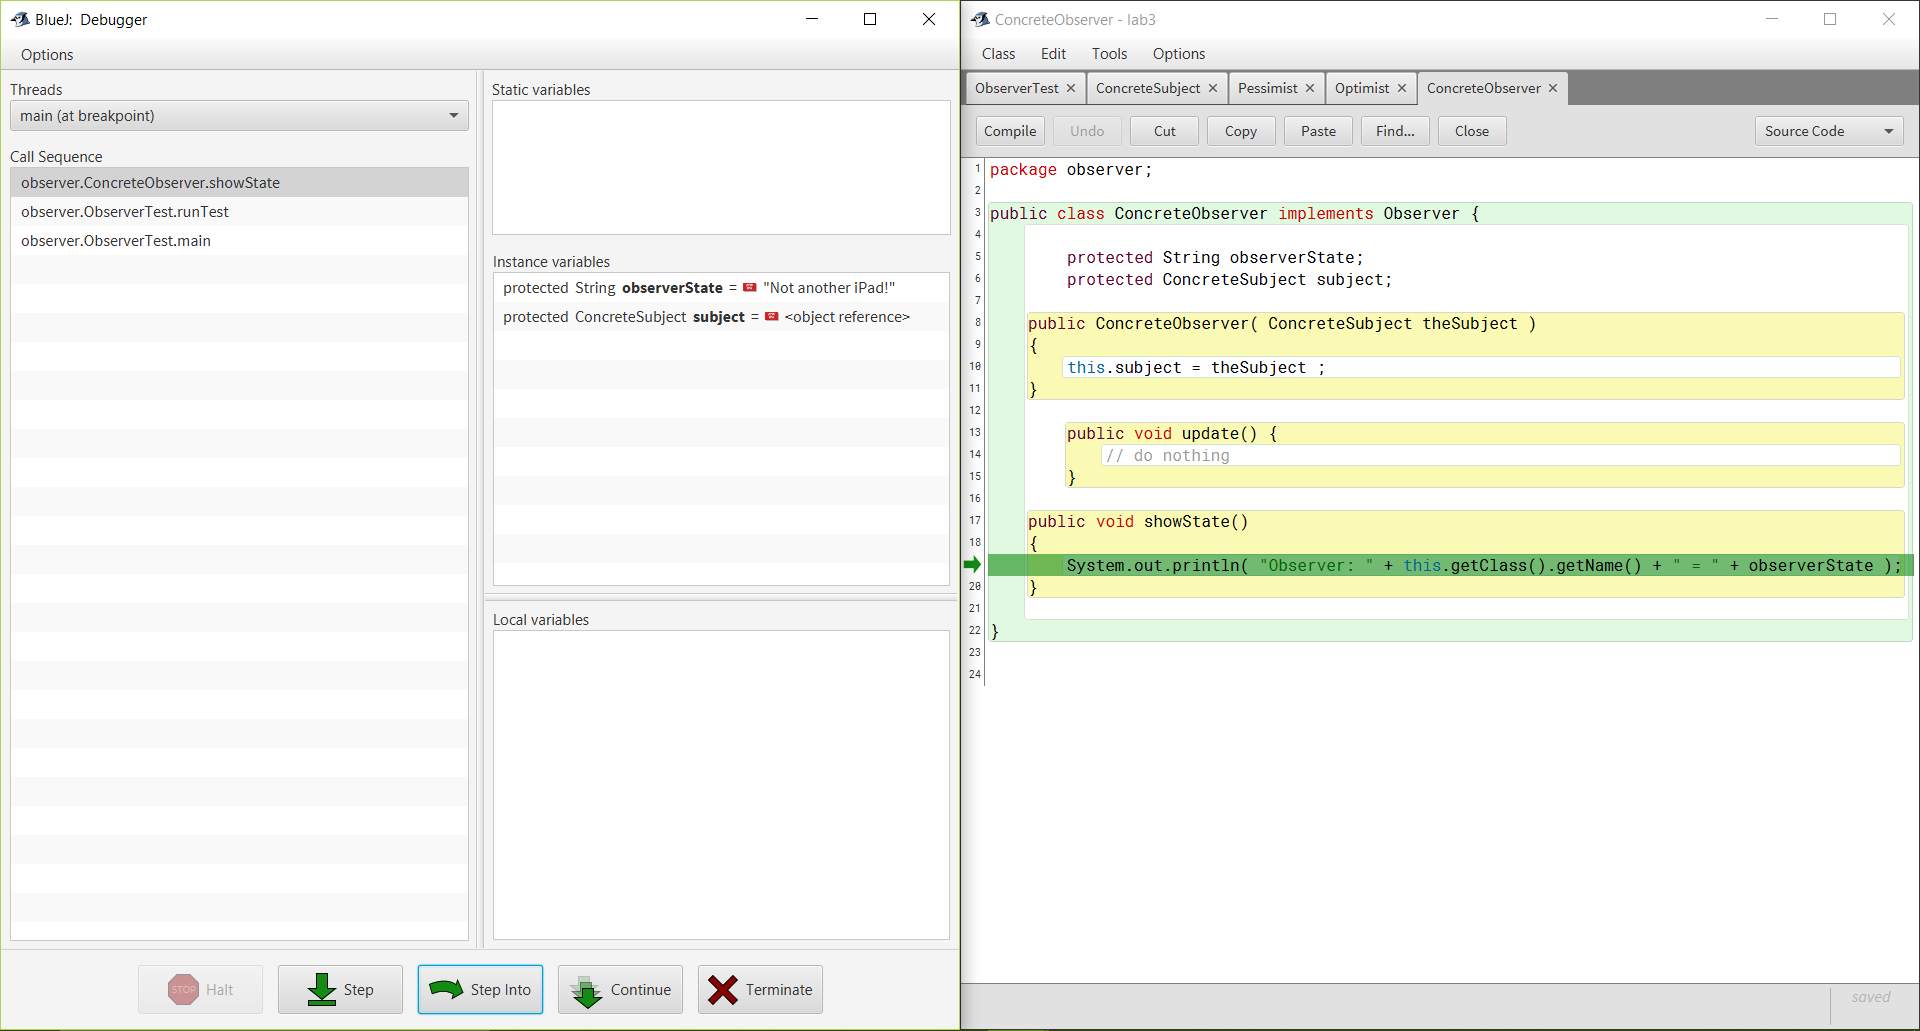 BlueJ: Debugger
Options
Threads
main (at breakpoint)
Call Sequence
observer.ConcreteObserver.showState
observer.ObserverTest.runTest
observer.ObserverTest.main
Static variables
Instance variables
protected String observerState = "Not another iPad!"
protected ConcreteSubject subject = <object reference>
Local variables
STOP Halt
Step
Step Into
Continue
Terminate
ConcreteObserver - lab3
Class Edit Tools Options
ObserverTest ConcreteSubject Pessimist Optimist ConcreteObserver
Compile Undo Cut Copy Paste Find... Close Source Code
1 package observer;
2
3 public class ConcreteObserver implements Observer {
4
5 protected String observerState;
6 protected ConcreteSubject subject;
7
8 public ConcreteObserver( ConcreteSubject theSubject )
9 {
10 this.subject = theSubject ;
11 }
12
13 public void update() {
14 // do nothing
15 }
16
17 public void showState()
18 {
System.out.println( "Observer: " + this.getClass().getName() + " = " + observerState );
20 }
21
22 }
23
24
saved